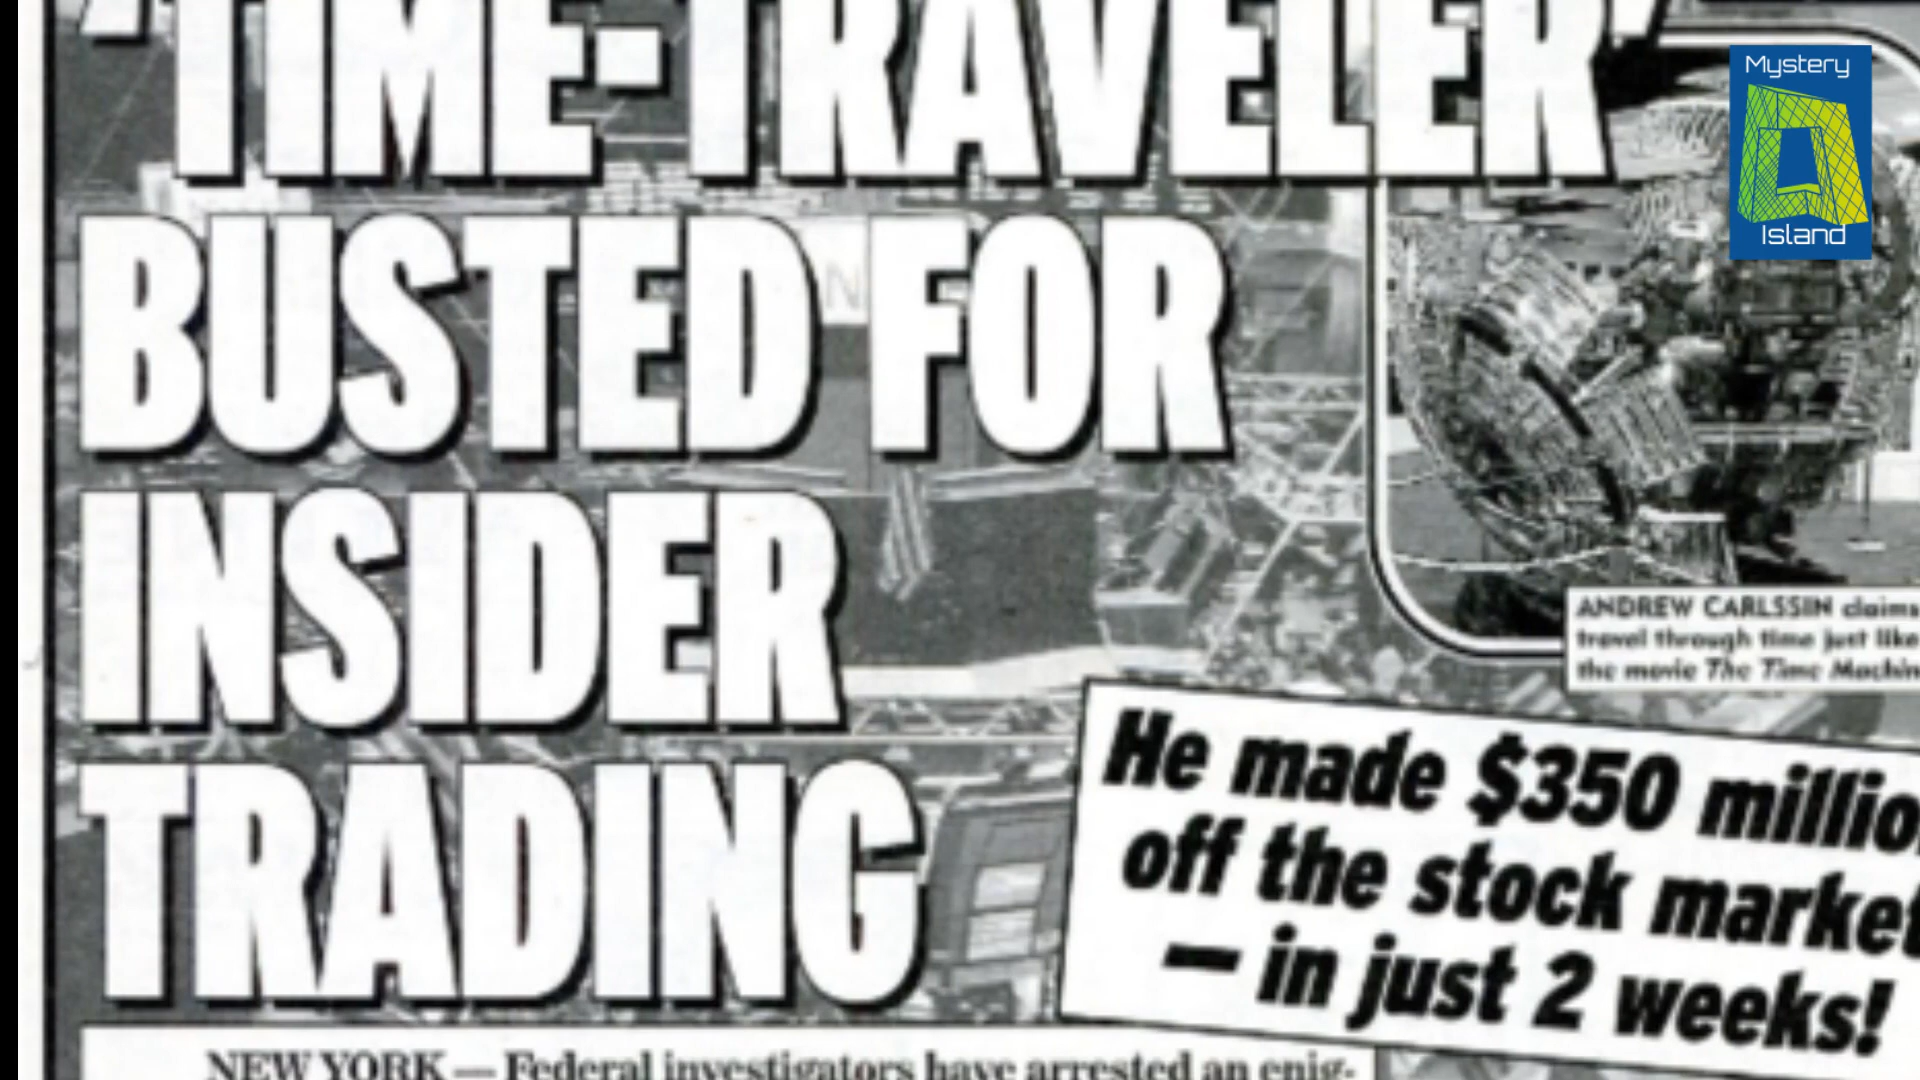 'TIME-TRAVELER'
BUSTED FOR
INSIDER
TRADING
Mystery
Island
ANDREW CARLSSIN claims
travel through time just like
the movie The Time
He made $350
off the stock
— in just 2 weeks!
NEW YORK — Federal investigators have arrested an enig-